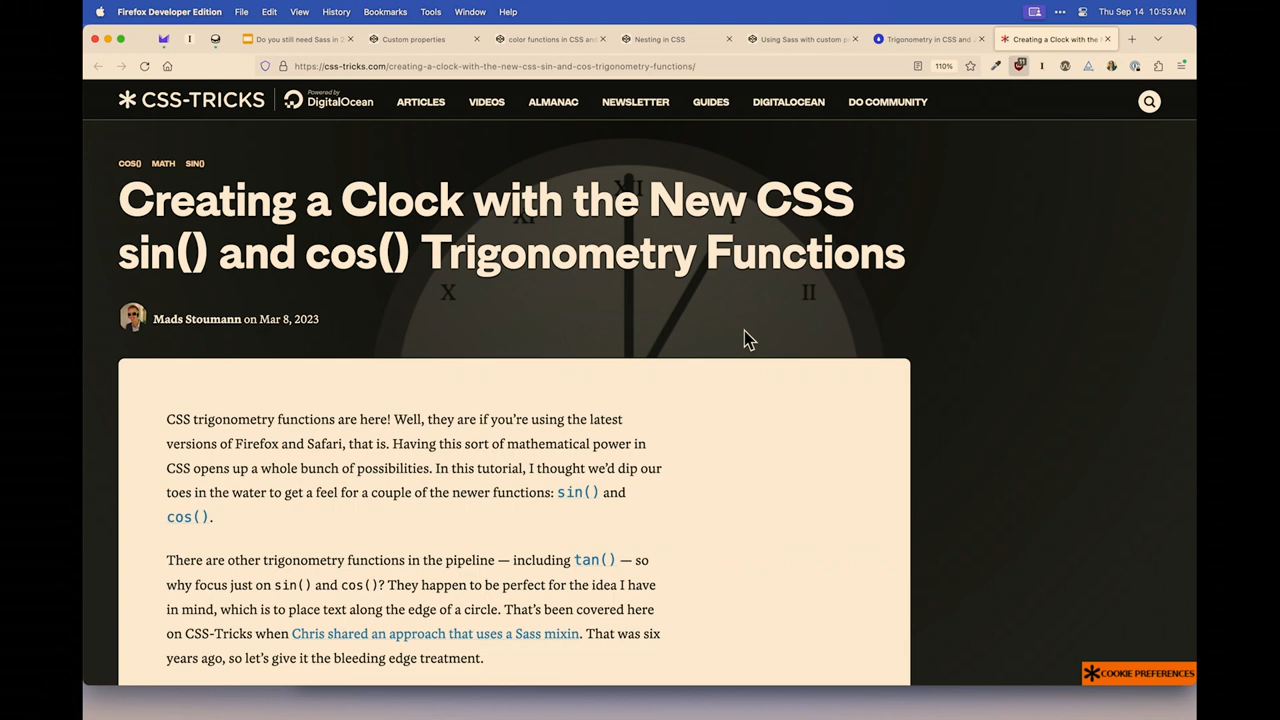 Firefox Developer Edition File Edit View History Bookmarks Tools Window Help Thu Sep 14 10:53 AM
Do you still need Sass in 2 Custom properties color functions in CSS and Nesting in CSS Using Sass with custom p Trigonometry in CSS and Creating a Clock with the
https://css-tricks.com/creating-a-clock-with-the-new-css-sin-and-cos-trigonometry-functions/ 110%
CSS-TRICKS Powered by DigitalOcean ARTICLES VIDEOS ALMANAC NEWSLETTER GUIDES DIGITALOCEAN DO COMMUNITY
COS() MATH SIN()
Creating a Clock with the New CSS
sin() and cos() Trigonometry Functions
XII
XI I
X II
Mads Stoumann on Mar 8, 2023
CSS trigonometry functions are here! Well, they are if you're using the latest
versions of Firefox and Safari, that is. Having this sort of mathematical power in
CSS opens up a whole bunch of possibilities. In this tutorial, I thought we'd dip our
toes in the water to get a feel for a couple of the newer functions: sin() and
cos().
There are other trigonometry functions in the pipeline — including tan() — so
why focus just on sin() and cos()? They happen to be perfect for the idea I have
in mind, which is to place text along the edge of a circle. That's been covered here
on CSS-Tricks when Chris shared an approach that uses a Sass mixin. That was six
years ago, so let's give it the bleeding edge treatment.
COOKIE PREFERENCES